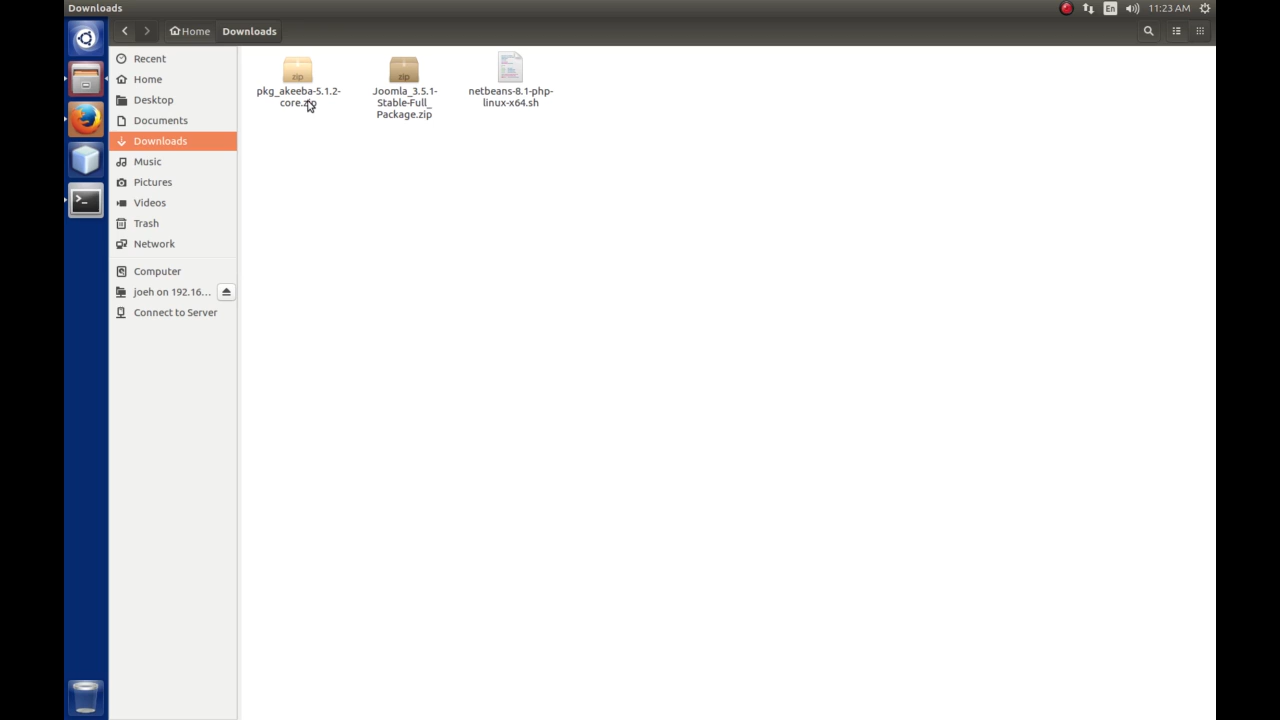 Downloads
En
11:23 AM
Home
Downloads
Recent
Home
Desktop
Documents
Downloads
Music
Pictures
Videos
Trash
Network
Computer
joeh on 192.16...
Connect to Server
zip
pkg_akeeba-5.1.2-
core.zip
zip
Joomla_3.5.1-
Stable-Full_
Package.zip
netbeans-8.1-php-
linux-x64.sh